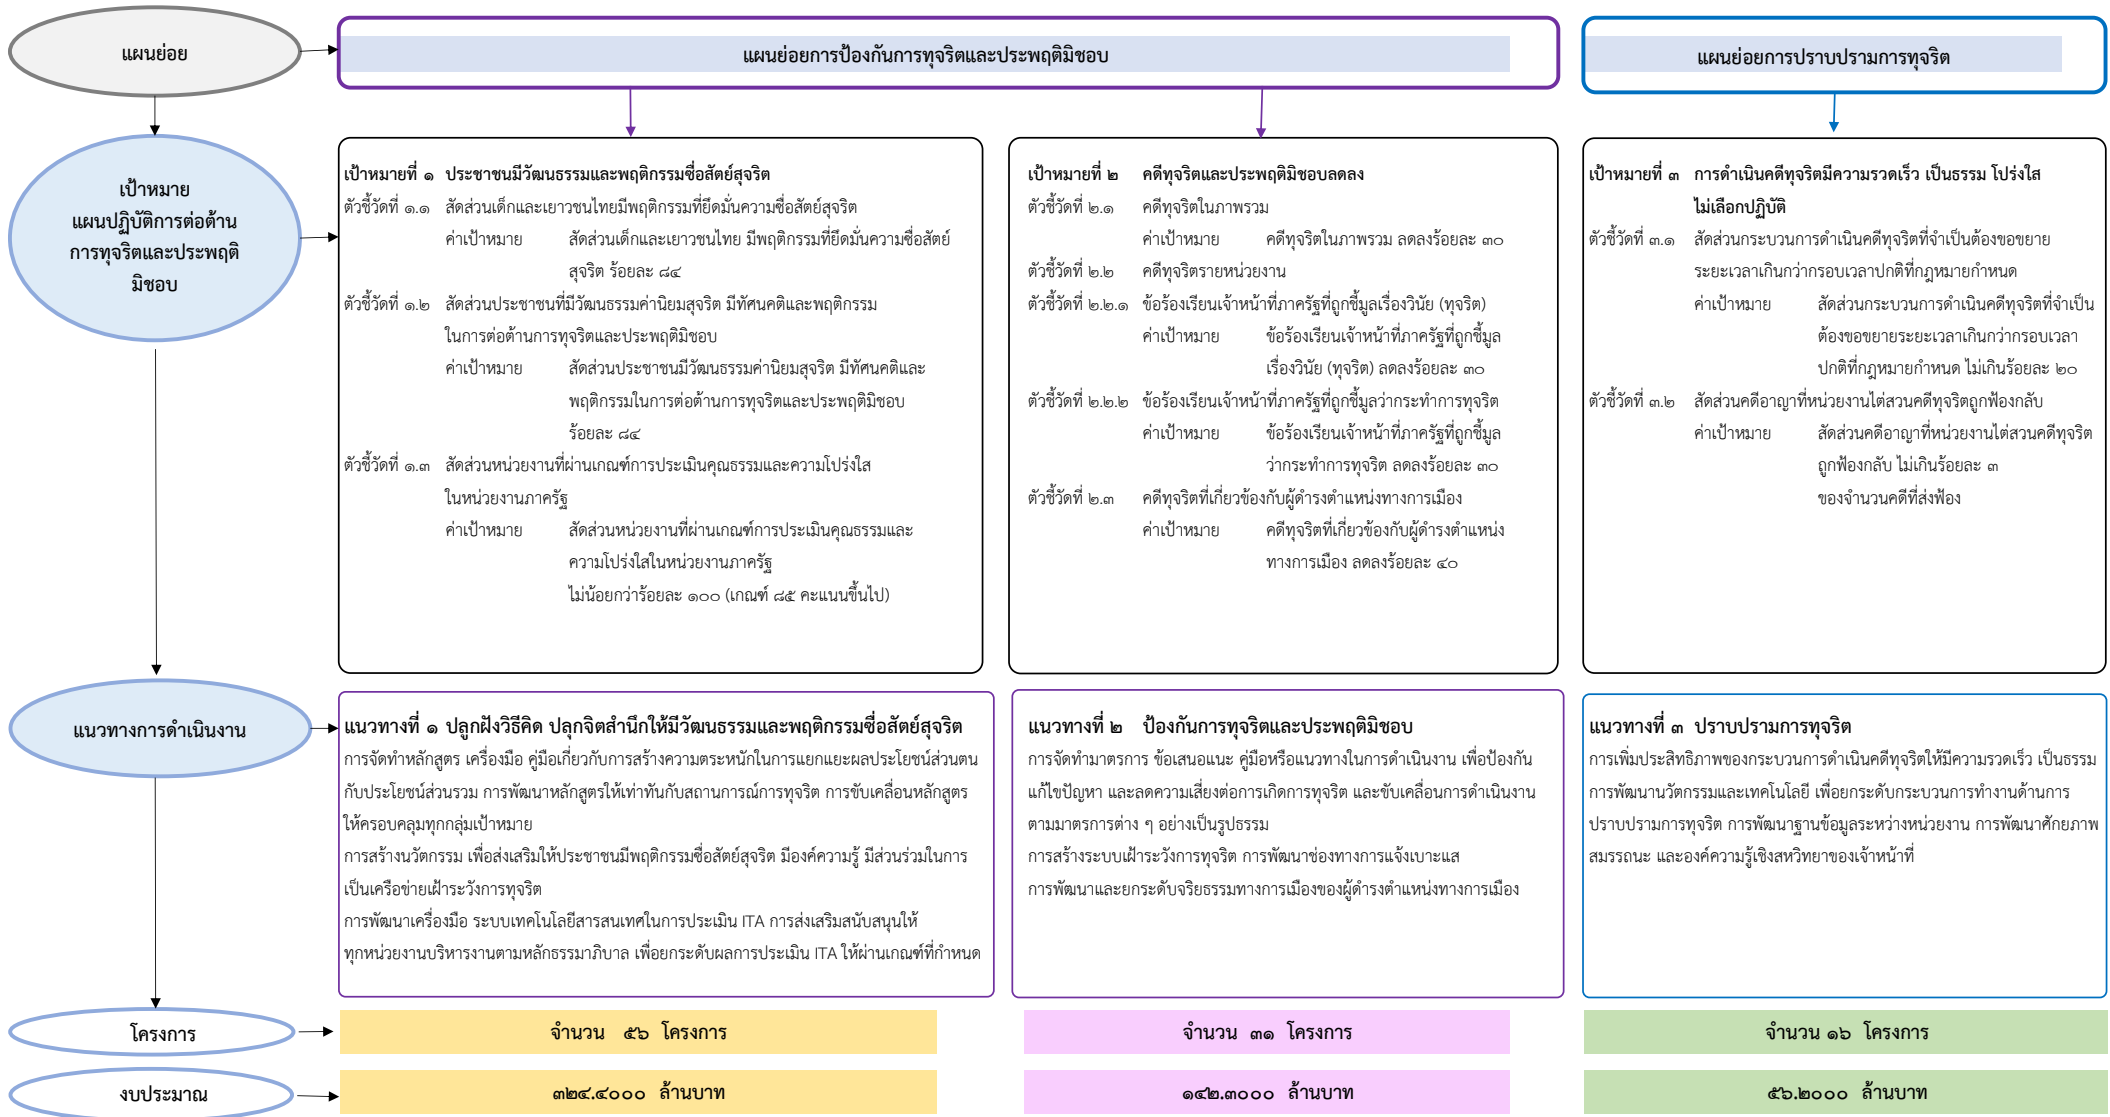 แผนย่อย
แผนย่อยการป้องกันการทุจริตและประพฤติมิชอบ
แผนย่อยการปราบปรามการทุจริต
เป้าหมาย
แผนปฏิบัติการต่อต้าน
การทุจริตและประพฤติ
มิชอบ
เป้าหมายที่ ๑ ประชาชนมีวัฒนธรรมและพฤติกรรมซื่อสัตย์สุจริต
ตัวชี้วัดที่ ๑.๑ สัดส่วนเด็กและเยาวชนไทยมีพฤติกรรมที่ยึดมั่นความซื่อสัตย์สุจริต
ค่าเป้าหมาย สัดส่วนเด็กและเยาวชนไทย มีพฤติกรรมที่ยึดมั่นความซื่อสัตย์
สุจริต ร้อยละ ๘๔
ตัวชี้วัดที่ ๑.๒ สัดส่วนประชาชนที่มีวัฒนธรรมค่านิยมสุจริต มีทัศนคติและพฤติกรรม
ในการต่อต้านการทุจริตและประพฤติมิชอบ
ค่าเป้าหมาย สัดส่วนประชาชนมีวัฒนธรรมค่านิยมสุจริต มีทัศนคติและ
พฤติกรรมในการต่อต้านการทุจริตและประพฤติมิชอบ
ร้อยละ ๘๔
ตัวชี้วัดที่ ๑.๓ สัดส่วนหน่วยงานที่ผ่านเกณฑ์การประเมินคุณธรรมและความโปร่งใส
ในหน่วยงานภาครัฐ
ค่าเป้าหมาย สัดส่วนหน่วยงานที่ผ่านเกณฑ์การประเมินคุณธรรมและ
ความโปร่งใสในหน่วยงานภาครัฐ
ไม่น้อยกว่าร้อยละ ๑๐๐ (เกณฑ์ ๘๕ คะแนนขึ้นไป)
เป้าหมายที่ ๒ คดีทุจริตและประพฤติมิชอบลดลง
ตัวชี้วัดที่ ๒.๑ คดีทุจริตในภาพรวม
ค่าเป้าหมาย คดีทุจริตในภาพรวม ลดลงร้อยละ ๓๐
ตัวชี้วัดที่ ๒.๒ คดีทุจริตรายหน่วยงาน
ตัวชี้วัดที่ ๒.๒.๑ ข้อร้องเรียนเจ้าหน้าที่ภาครัฐที่ถูกชี้มูลเรื่องวินัย (ทุจริต)
ค่าเป้าหมาย ข้อร้องเรียนเจ้าหน้าที่ภาครัฐที่ถูกชี้มูล
เรื่องวินัย (ทุจริต) ลดลงร้อยละ ๓๐
ตัวชี้วัดที่ ๒.๒.๒ ข้อร้องเรียนเจ้าหน้าที่ภาครัฐที่ถูกชี้มูลว่ากระทำการทุจริต
ค่าเป้าหมาย ข้อร้องเรียนเจ้าหน้าที่ภาครัฐที่ถูกชี้มูล
ว่ากระทำการทุจริต ลดลงร้อยละ ๓๐
ตัวชี้วัดที่ ๒.๓ คดีทุจริตที่เกี่ยวข้องกับผู้ดำรงตำแหน่งทางการเมือง
ค่าเป้าหมาย คดีทุจริตที่เกี่ยวข้องกับผู้ดำรงตำแหน่ง
ทางการเมือง ลดลงร้อยละ ๔๐
เป้าหมายที่ ๓ การดำเนินคดีทุจริตมีความรวดเร็ว เป็นธรรม โปร่งใส
ไม่เลือกปฏิบัติ
ตัวชี้วัดที่ ๓.๑ สัดส่วนกระบวนการดำเนินคดีทุจริตที่จำเป็นต้องขอขยาย
ระยะเวลาเกินกว่ากรอบเวลาปกติที่กฎหมายกำหนด
ค่าเป้าหมาย สัดส่วนกระบวนการดำเนินคดีทุจริตที่จำเป็น
ต้องขอขยายระยะเวลาเกินกว่ากรอบเวลา
ปกติที่กฎหมายกำหนด ไม่เกินร้อยละ ๒๐
ตัวชี้วัดที่ ๓.๒ สัดส่วนคดีอาญาที่หน่วยงานไต่สวนคดีทุจริตถูกฟ้องกลับ
ค่าเป้าหมาย สัดส่วนคดีอาญาที่หน่วยงานไต่สวนคดีทุจริต
ถูกฟ้องกลับ ไม่เกินร้อยละ ๓
ของจำนวนคดีที่ส่งฟ้อง
แนวทางการดำเนินงาน
แนวทางที่ ๑ ปลูกฝังวิธีคิด ปลุกจิตสำนึกให้มีวัฒนธรรมและพฤติกรรมซื่อสัตย์สุจริต
การจัดทำหลักสูตร เครื่องมือ คู่มือเกี่ยวกับการสร้างความตระหนักในการแยกแยะผลประโยชน์ส่วนตน
กับประโยชน์ส่วนรวม การพัฒนาหลักสูตรให้เท่าทันกับสถานการณ์การทุจริต การขับเคลื่อนหลักสูตร
ให้ครอบคลุมทุกกลุ่มเป้าหมาย
การสร้างนวัตกรรม เพื่อส่งเสริมให้ประชาชนมีพฤติกรรมซื่อสัตย์สุจริต มีองค์ความรู้ มีส่วนร่วมในการ
เป็นเครือข่ายเฝ้าระวังการทุจริต
การพัฒนาเครื่องมือ ระบบเทคโนโลยีสารสนเทศในการประเมิน ITA การส่งเสริมสนับสนุนให้
ทุกหน่วยงานบริหารงานตามหลักธรรมาภิบาล เพื่อยกระดับผลการประเมิน ITA ให้ผ่านเกณฑ์ที่กำหนด
แนวทางที่ ๒ ป้องกันการทุจริตและประพฤติมิชอบ
การจัดทำมาตรการ ข้อเสนอแนะ คู่มือหรือแนวทางในการดำเนินงาน เพื่อป้องกัน
แก้ไขปัญหา และลดความเสี่ยงต่อการเกิดการทุจริต และขับเคลื่อนการดำเนินงาน
ตามมาตรการต่าง ๆ อย่างเป็นรูปธรรม
การสร้างระบบเฝ้าระวังการทุจริต การพัฒนาช่องทางการแจ้งเบาะแส
การพัฒนาและยกระดับจริยธรรมทางการเมืองของผู้ดำรงตำแหน่งทางการเมือง
แนวทางที่ ๓ ปราบปรามการทุจริต
การเพิ่มประสิทธิภาพของกระบวนการดำเนินคดีทุจริตให้มีความรวดเร็ว เป็นธรรม
การพัฒนานวัตกรรมและเทคโนโลยี เพื่อยกระดับกระบวนการทำงานด้านการ
ปราบปรามการทุจริต การพัฒนาฐานข้อมูลระหว่างหน่วยงาน การพัฒนาศักยภาพ
สมรรถนะ และองค์ความรู้เชิงสหวิทยาของเจ้าหน้าที่
โครงการ
จำนวน ๕๖ โครงการ
จำนวน ๓๑ โครงการ
จำนวน ๑๖ โครงการ
งบประมาณ
๓๒๔.๔๐๐๐ ล้านบาท
๑๔๒.๓๐๐๐ ล้านบาท
๕๖.๒๐๐๐ ล้านบาท